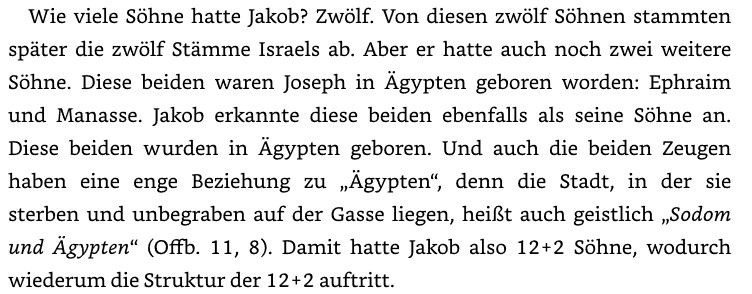 Wie viele Söhne hatte Jakob? Zwölf. Von diesen zwölf Söhnen stammten
später die zwölf Stämme Israels ab. Aber er hatte auch noch zwei weitere
Söhne. Diese beiden waren Joseph in Ägypten geboren worden: Ephraim
und Manasse. Jakob erkannte diese beiden ebenfalls als seine Söhne an.
Diese beiden wurden in Ägypten geboren. Und auch die beiden Zeugen
haben eine enge Beziehung zu „Ägypten“, denn die Stadt, in der sie
sterben und unbegraben auf der Gasse liegen, heißt auch geistlich „Sodom
und Ägypten“ (Offb. 11, 8). Damit hatte Jakob also 12+2 Söhne, wodurch
wiederum die Struktur der 12+2 auftritt.